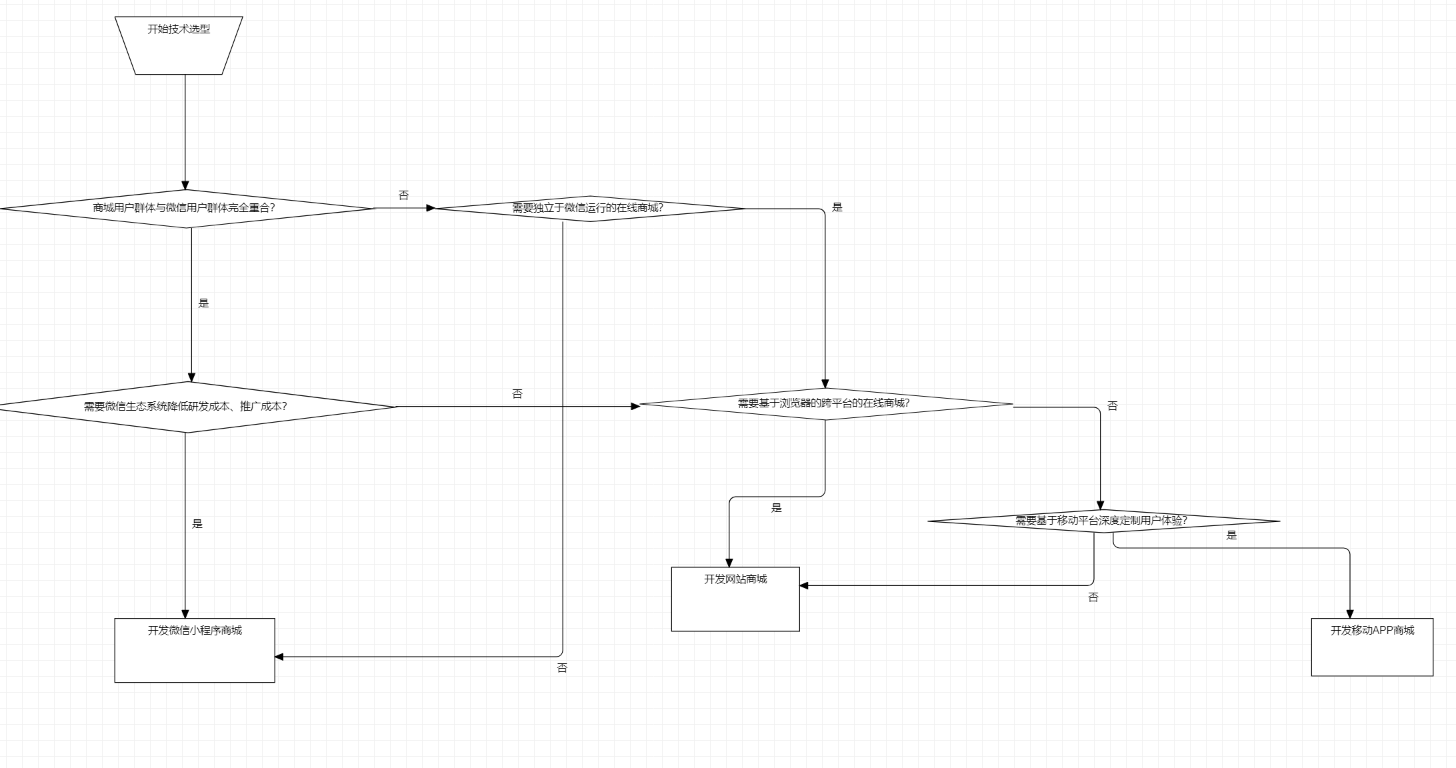 开始技术选型
否
商城用户群体与微信用户群体完全重合?
需要独立于微信运行的在线商城?
是
是
否
需要微信生态系统降低研发成本、推广成本?
需要基于浏览器的跨平台的在线商城?
否
是
是
需要基于移动平台深度定制用户体验?
是
开发网站商城
否
开发微信小程序商城
开发移动APP商城
否